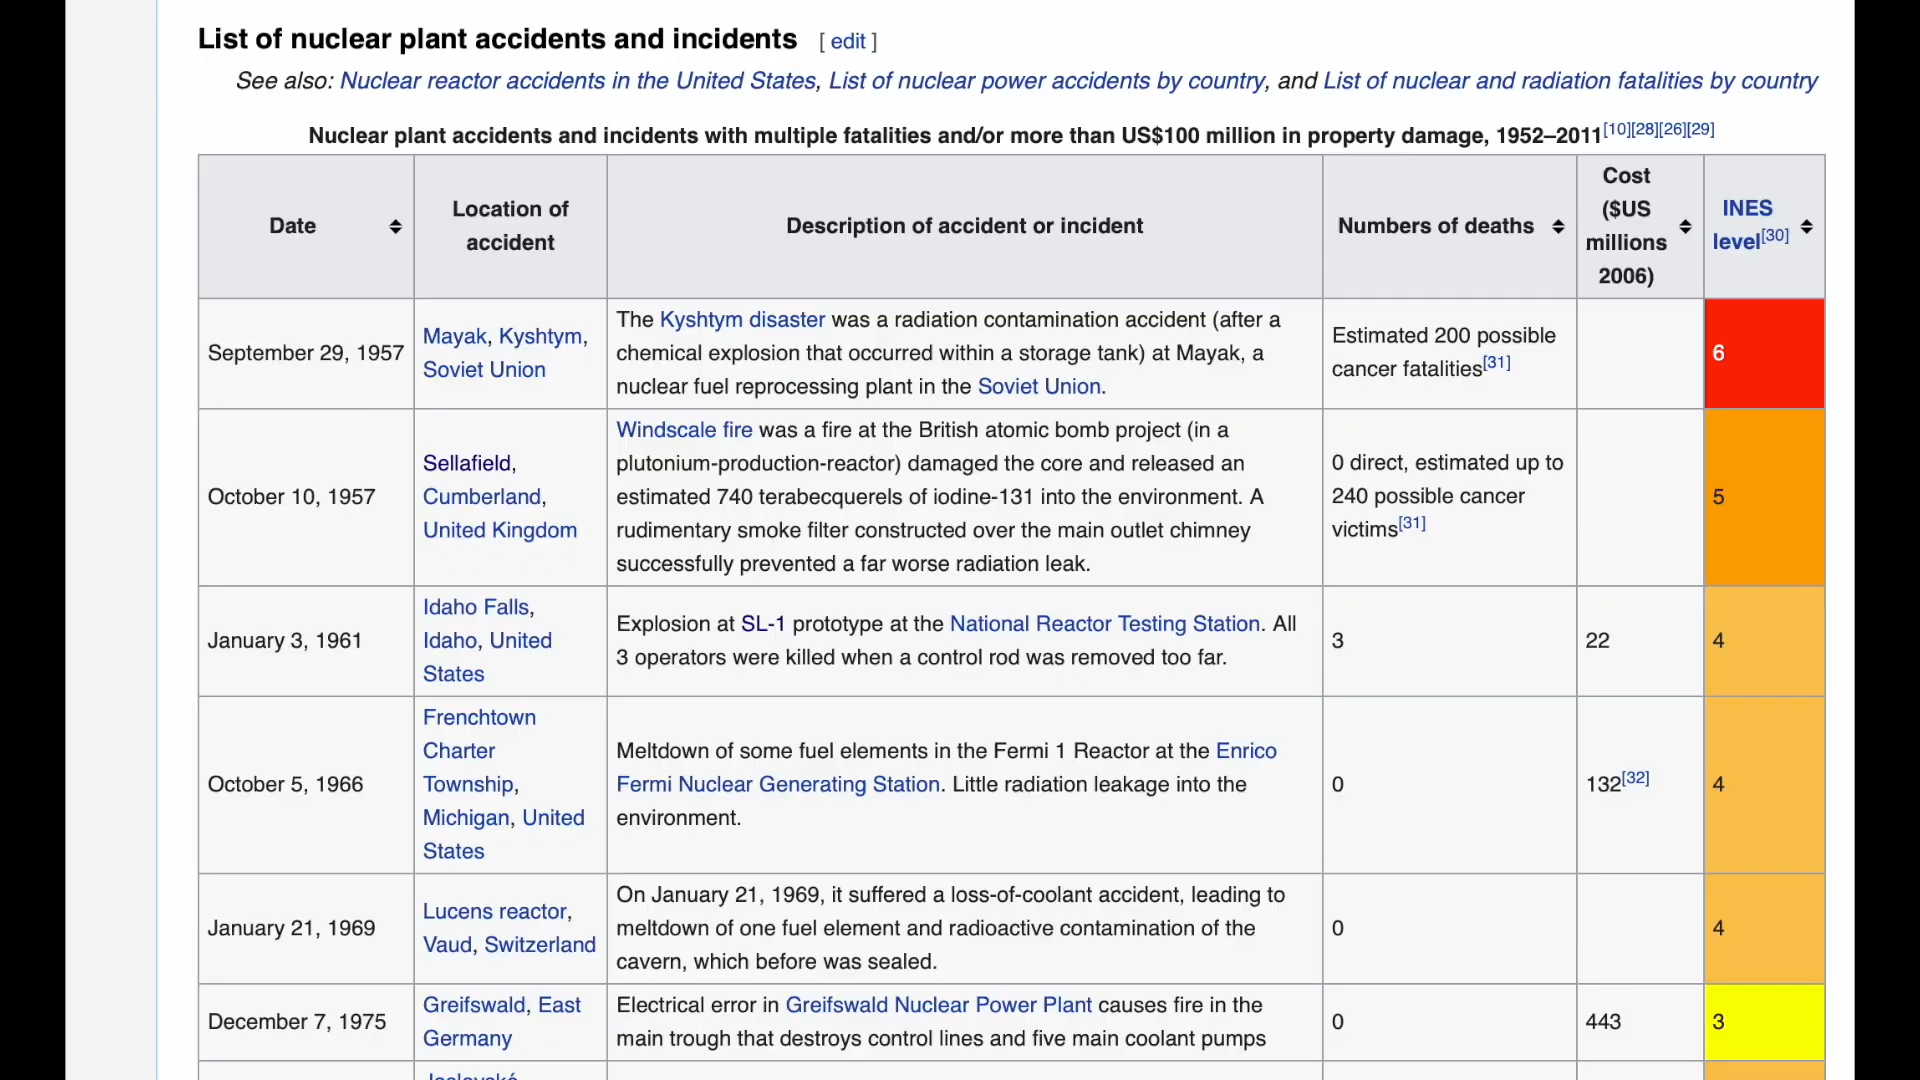 List of nuclear plant accidents and incidents [ edit ]
See also: Nuclear reactor accidents in the United States, List of nuclear power accidents by country, and List of nuclear and radiation fatalities by country
Nuclear plant accidents and incidents with multiple fatalities and/or more than US$100 million in property damage, 1952–2011[10][28][26][29]
Date
Location of
accident
Description of accident or incident
Numbers of deaths
Cost
($US
millions
2006)
INES
level[30]
September 29, 1957
Mayak, Kyshtym,
Soviet Union
The Kyshtym disaster was a radiation contamination accident (after a
chemical explosion that occurred within a storage tank) at Mayak, a
nuclear fuel reprocessing plant in the Soviet Union.
Estimated 200 possible
cancer fatalities[31]
6
October 10, 1957
Sellafield,
Cumberland,
United Kingdom
Windscale fire was a fire at the British atomic bomb project (in a
plutonium-production-reactor) damaged the core and released an
estimated 740 terabecquerels of iodine-131 into the environment. A
rudimentary smoke filter constructed over the main outlet chimney
successfully prevented a far worse radiation leak.
0 direct, estimated up to
240 possible cancer
victims[31]
5
January 3, 1961
Idaho Falls,
Idaho, United
States
Explosion at SL-1 prototype at the National Reactor Testing Station. All
3 operators were killed when a control rod was removed too far.
3
22
4
October 5, 1966
Frenchtown
Charter
Township,
Michigan, United
States
Meltdown of some fuel elements in the Fermi 1 Reactor at the Enrico
Fermi Nuclear Generating Station. Little radiation leakage into the
environment.
0
132[32]
4
January 21, 1969
Lucens reactor,
Vaud, Switzerland
On January 21, 1969, it suffered a loss-of-coolant accident, leading to
meltdown of one fuel element and radioactive contamination of the
cavern, which before was sealed.
0
4
December 7, 1975
Greifswald, East
Germany
Electrical error in Greifswald Nuclear Power Plant causes fire in the
main trough that destroys control lines and five main coolant pumps
0
443
3